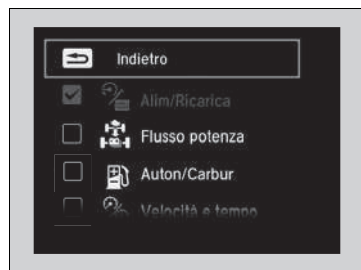 Indietro
Alim/Ricarica
Flusso potenza
Auton/Carbur
Velocità e tempo